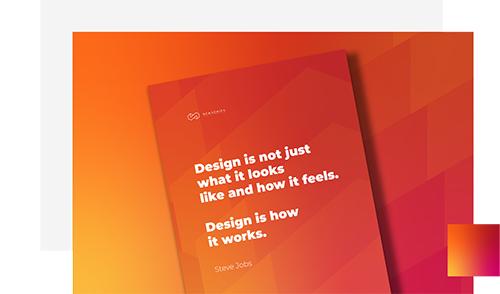 Design is not just
what it looks
like and how it feels.
Design is how
it works.
Steve Jobs